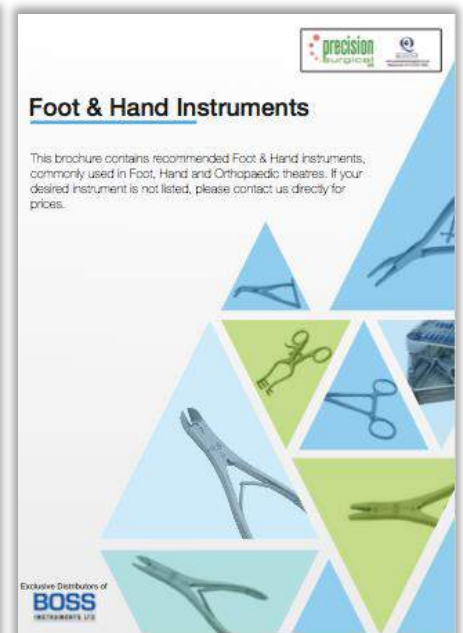 precision
surgical
Foot & Hand Instruments
This brochure contains recommended Foot & Hand instruments,
commonly used in Foot, Hand and Orthopaedic theatres. If your
desired instrument is not listed, please contact us directly for
prices.
Exclusive Distributors of
BOSS
INSTRUMENTS LTD